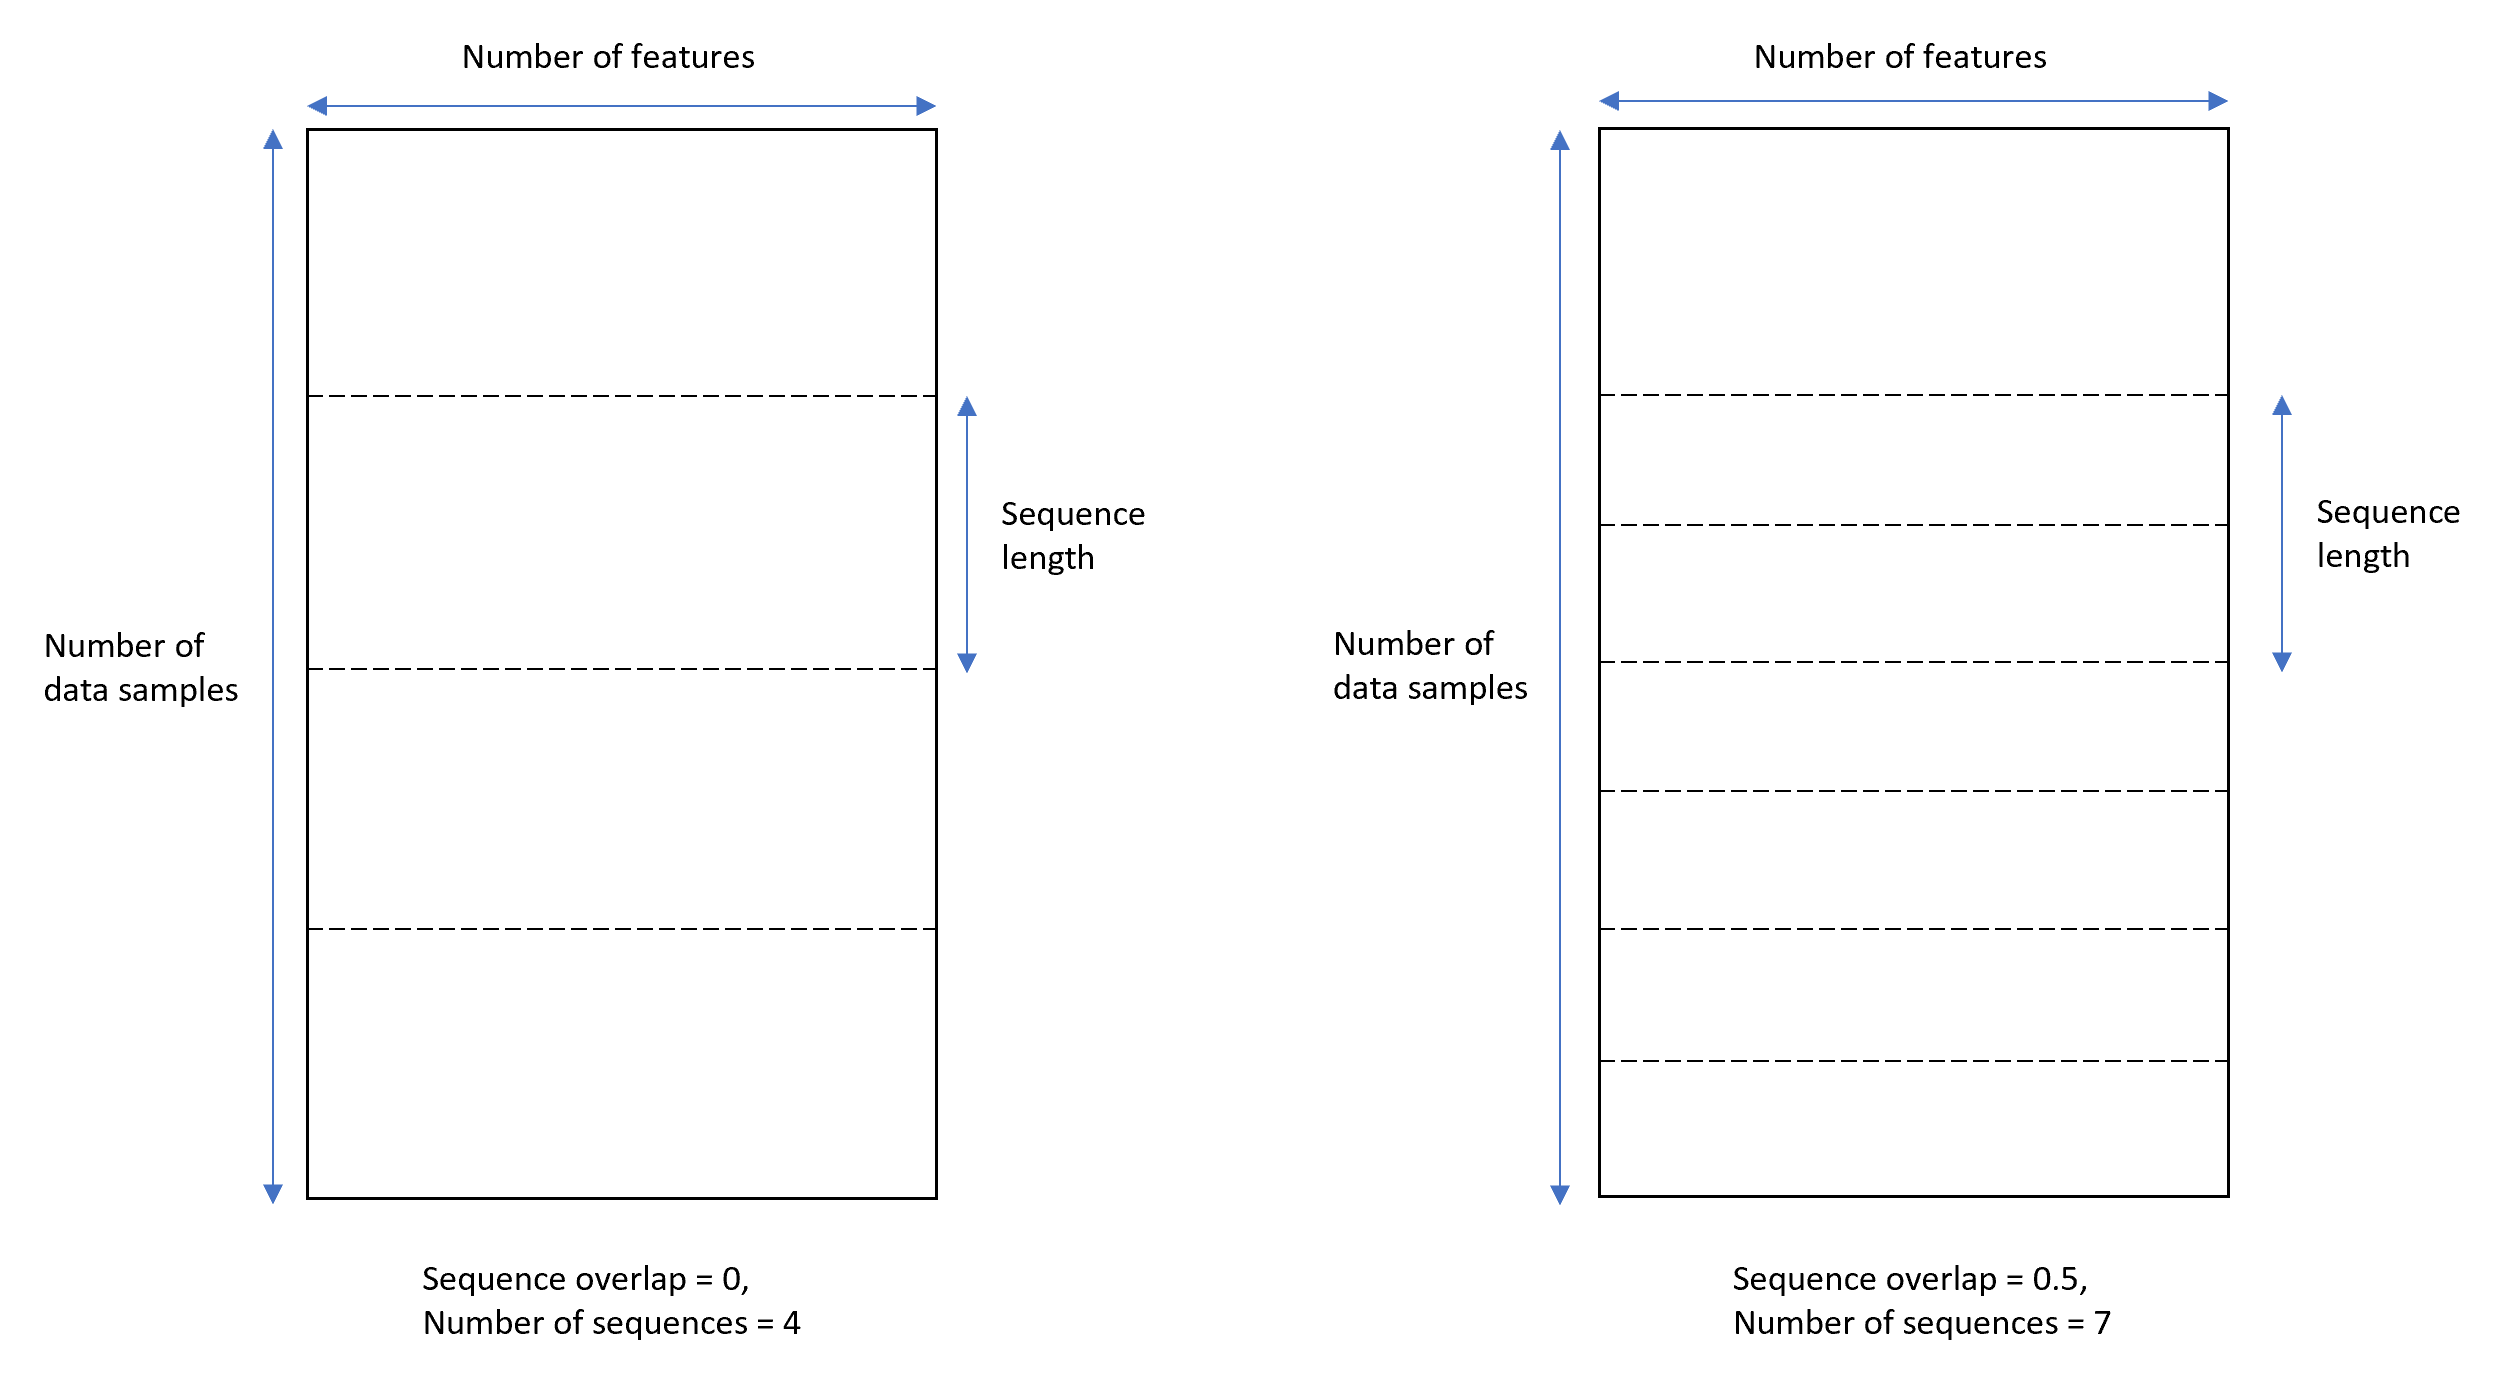 Number of features
Number of
data samples
Sequence
length
Sequence overlap = 0,
Number of sequences = 4
Number of features
Number of
data samples
Sequence
length
Sequence overlap = 0.5,
Number of sequences = 7